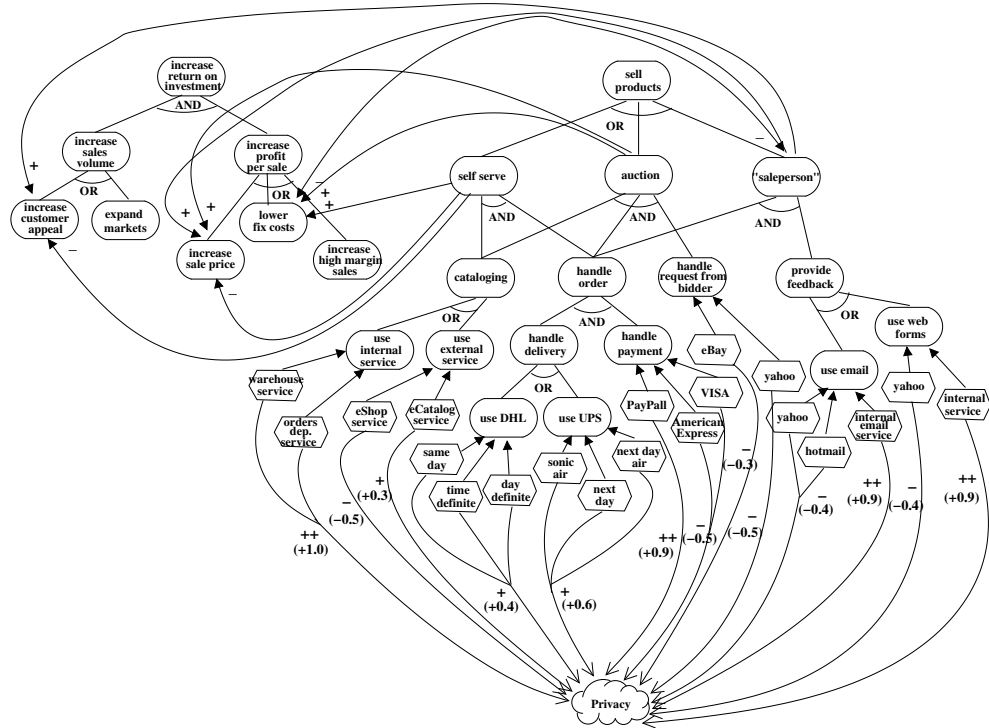 increase
return on
investment
AND
sell
products
OR
−
increase
sales
volume
OR
increase
profit
per sale
OR
−
+
+
self serve
AND
auction
AND
"saleperson"
AND
+
increase
customer
appeal
expand
markets
+
+
lower
fix costs
increase
sale price
increase
high margin
sales
−
−
cataloging
OR
handle
order
AND
handle
request from
bidder
provide
feedback
OR
use
internal
service
use
external
service
handle
delivery
OR
handle
payment
eBay
use web
forms
warehouse
service
orders
dep.
service
eShop
service
eCatalog
service
use DHL
use UPS
PayPall
VISA
American
Express
yahoo
use email
yahoo
internal
service
yahoo
hotmail
internal
email
service
same
day
time
definite
day
definite
sonic
air
next
day
next day
air
++
(+1.0)
−
(−0.5)
+
(+0.3)
+
(+0.4)
+
(+0.6)
++
(+0.9)
−
(−0.5)
−
(−0.3)
−
(−0.5)
−
(−0.4)
++
(+0.9)
−
(−0.4)
++
(+0.9)
Privacy